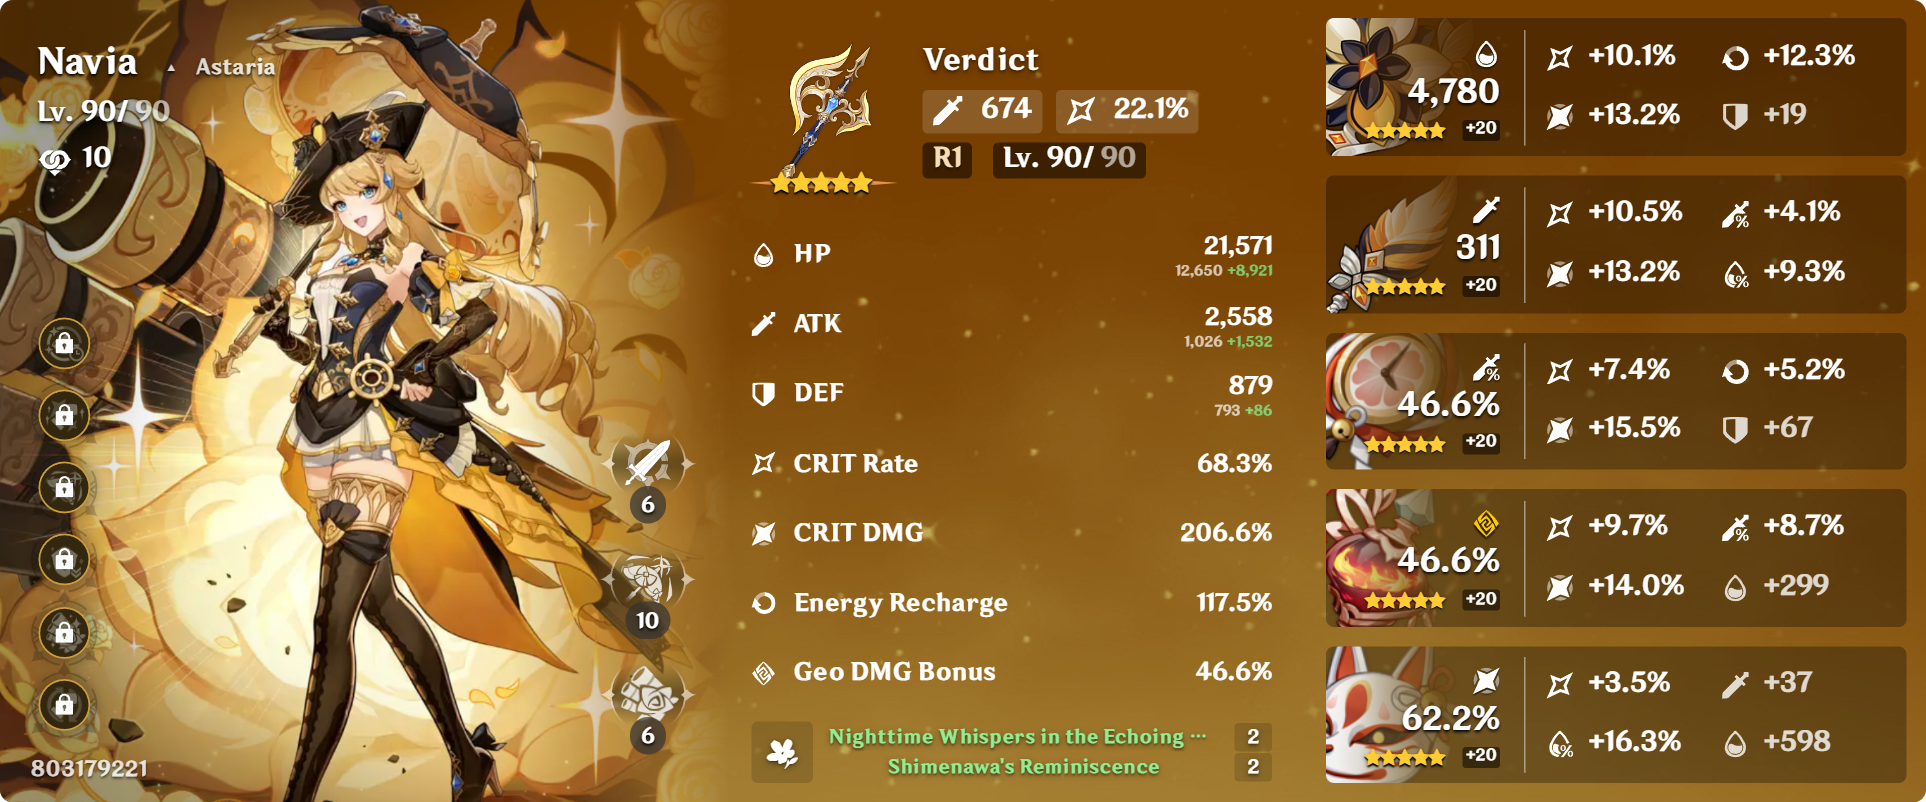 Navia ▲ Astaria
Lv. 90/ 90
10
6
10
6
803179221
Verdict
674 22.1%
R1 Lv. 90/ 90
HP 21,571
12,650 +8,921
ATK 2,558
1,026 +1,532
DEF 879
793 +86
CRIT Rate 68.3%
CRIT DMG 206.6%
Energy Recharge 117.5%
Geo DMG Bonus 46.6%
Nighttime Whispers in the Echoing ··· 2
Shimenawa's Reminiscence 2
4,780
+20
+10.1% +12.3%
+13.2% +19
311
+20
+10.5% +4.1%
+13.2% +9.3%
46.6%
+20
+7.4% +5.2%
+15.5% +67
46.6%
+20
+9.7% +8.7%
+14.0% +299
62.2%
+20
+3.5% +37
+16.3% +598